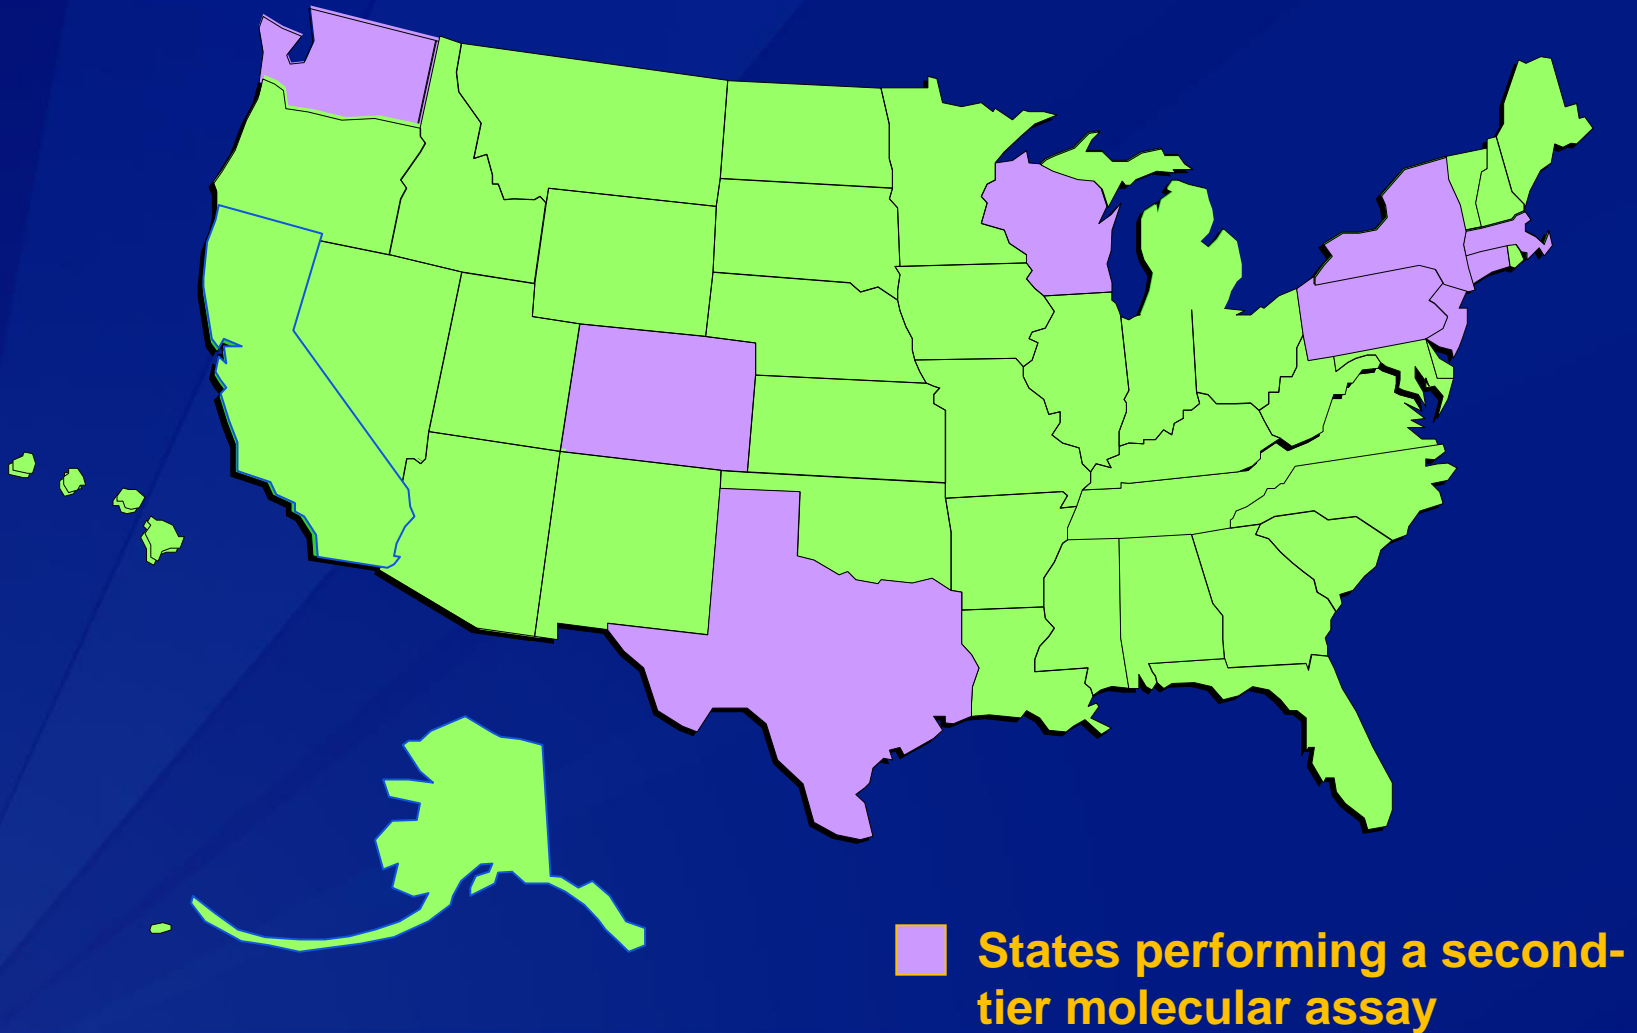 States performing a second-
tier molecular assay